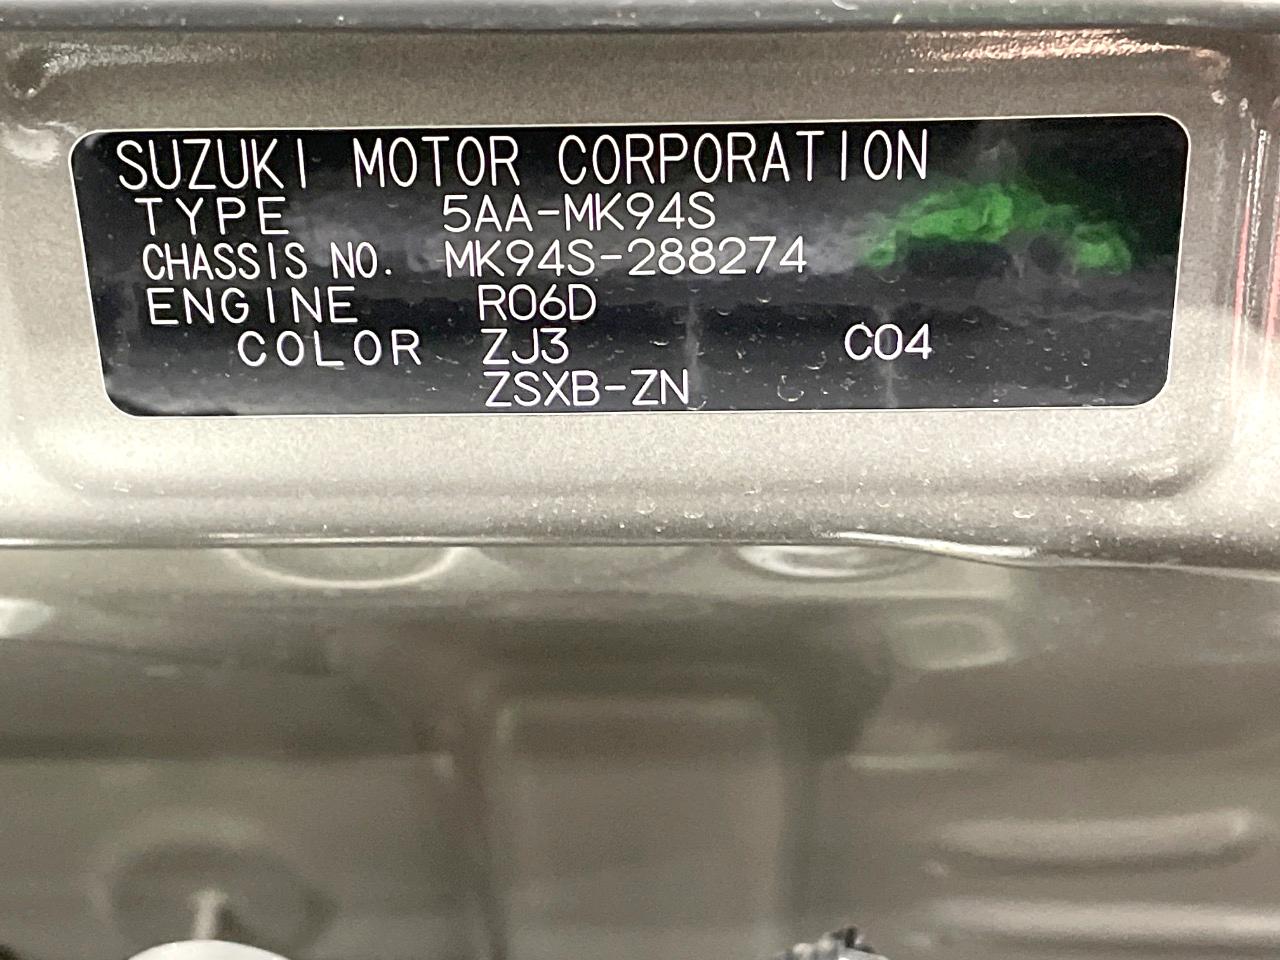 SUZUKI MOTOR CORPORATION
TYPE 5AA-MK94S
CHASSIS NO. MK94S-288274
ENGINE R06D
COLOR ZJ3 C04
ZSXB-ZN